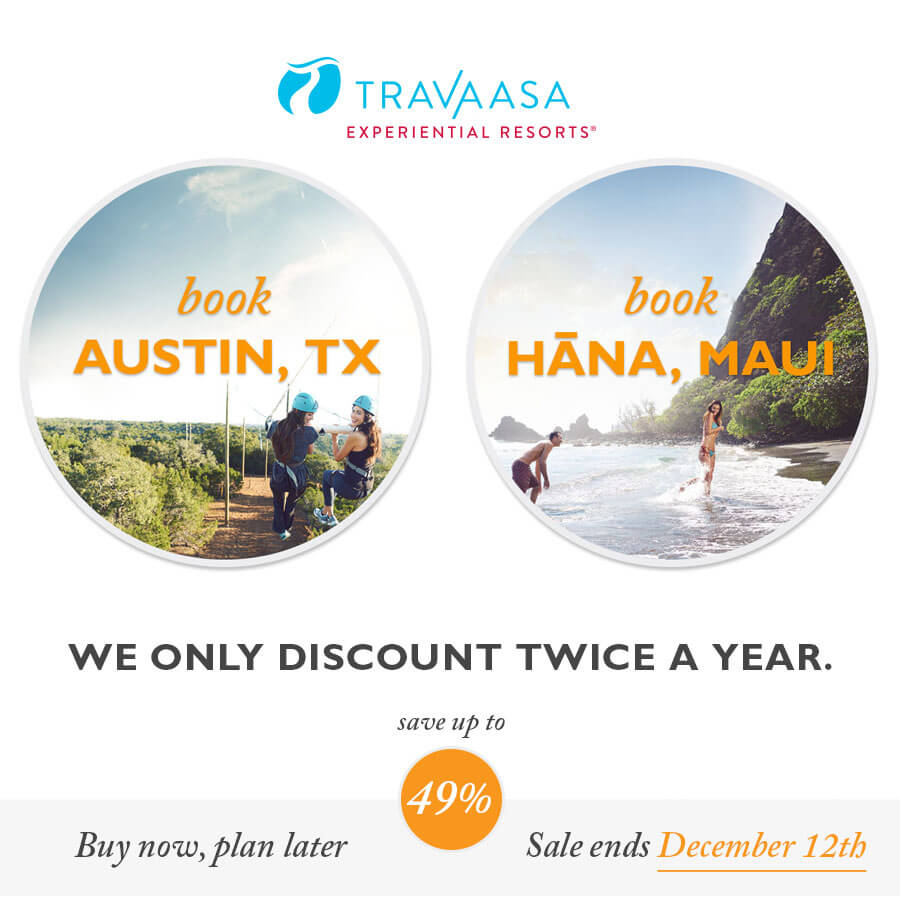 TRAVAASA
EXPERIENTIAL RESORTS®
book
AUSTIN, TX
book
HĀNA, MAUI
WE ONLY DISCOUNT TWICE A YEAR.
save up to
49%
Buy now, plan later
Sale ends December 12th